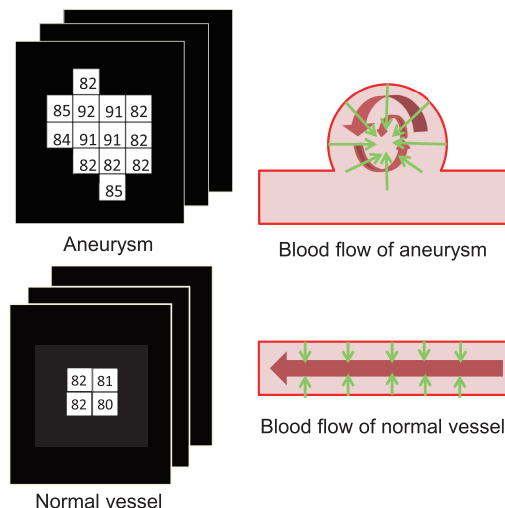 82
85 92 91 82
84 91 91 82
82 82 82
85
Aneurysm
Blood flow of aneurysm
82 81
82 80
Normal vessel
Blood flow of normal vessel